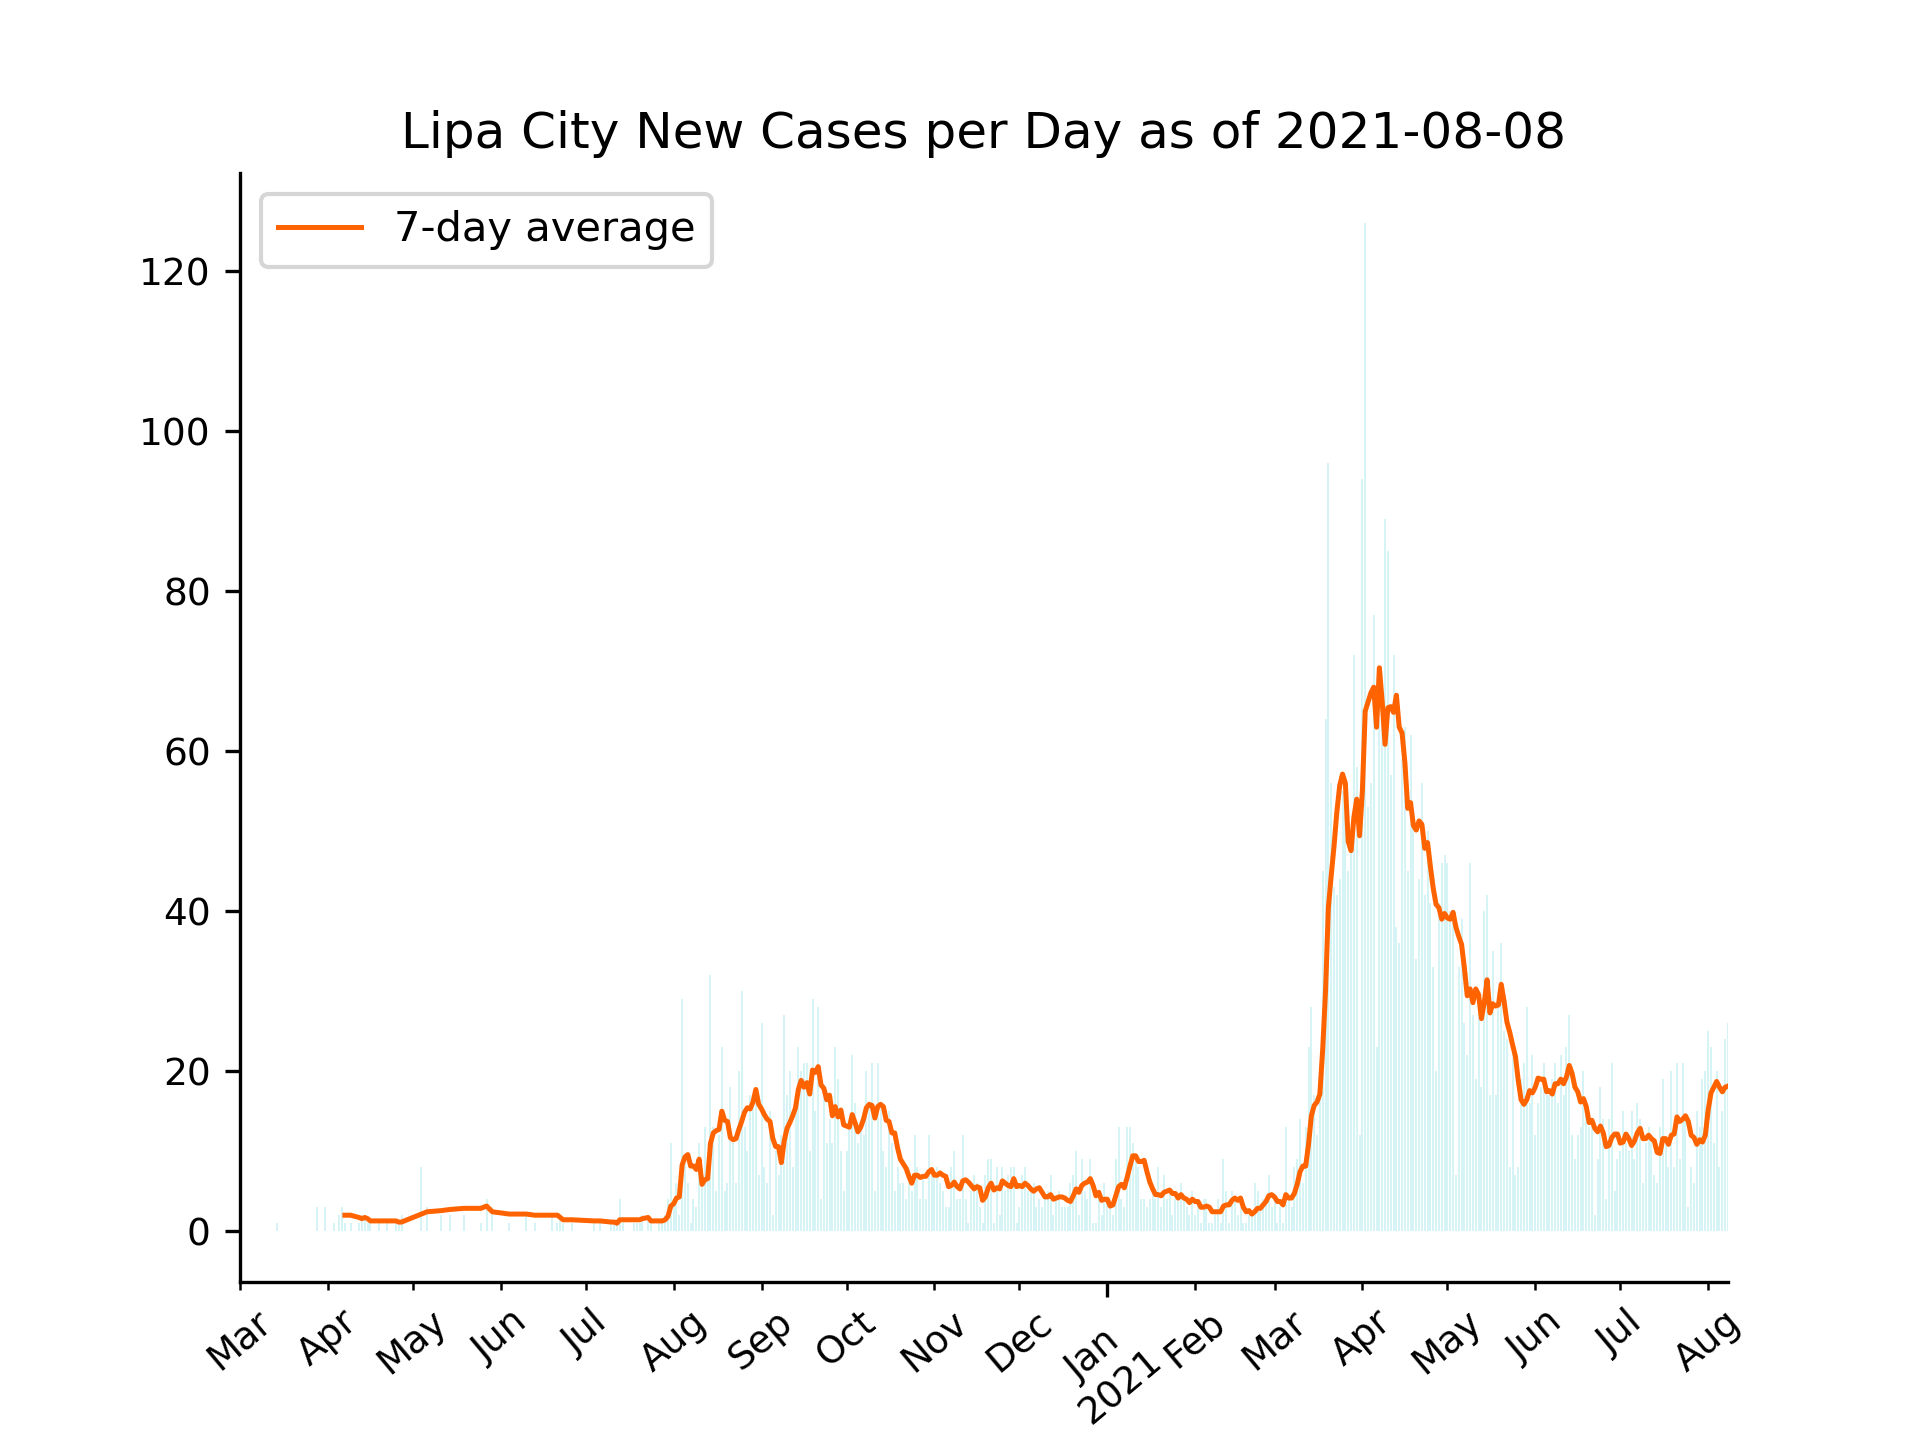 Lipa City New Cases per Day as of 2021-08-08
7-day average
120
100
80
60
40
20
0
Mar Apr May Jun Jul Aug Sep Oct Nov Dec Jan Feb Mar Apr May Jun Jul Aug
2021